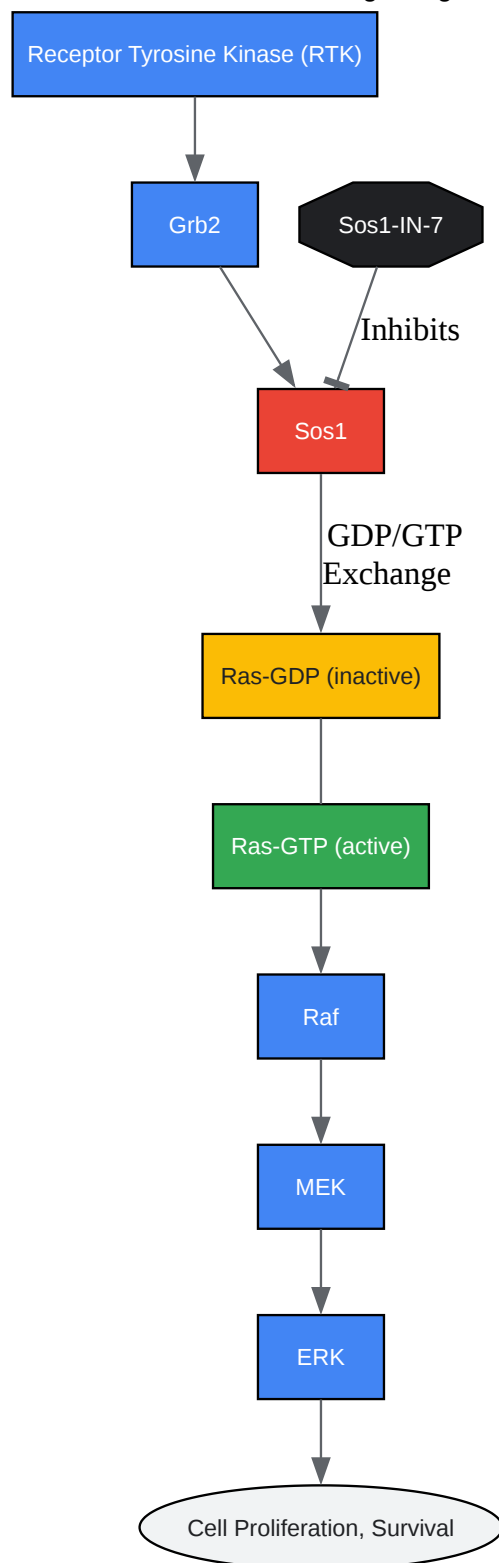 Receptor Tyrosine Kinase (RTK)
Grb2
Sos1-IN-7
Inhibits
Sos1
GDP/GTP
Exchange
Ras-GDP (inactive)
Ras-GTP (active)
Raf
MEK
ERK
Cell Proliferation, Survival